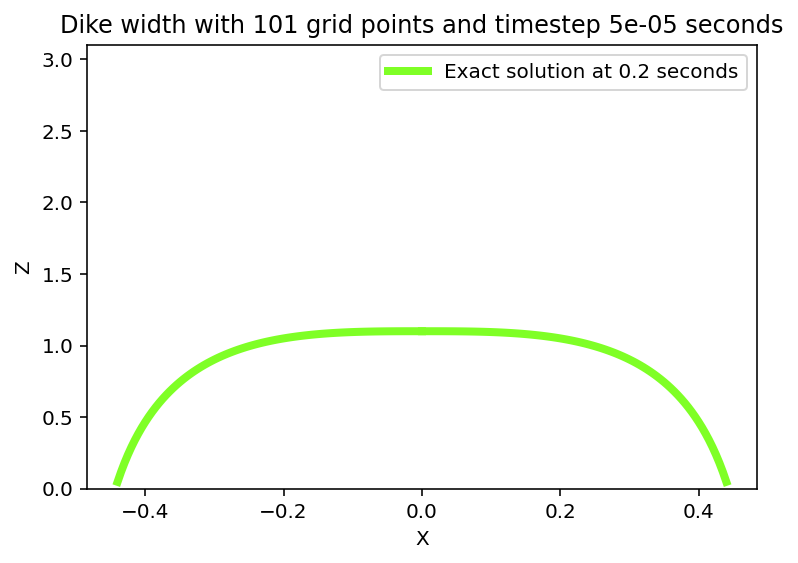 Dike width with 101 grid points and timestep 5e-05 seconds
Exact solution at 0.2 seconds
3.0
2.5
2.0
1.5
1.0
0.5
0.0
Z
−0.4 −0.2 0.0 0.2 0.4
X